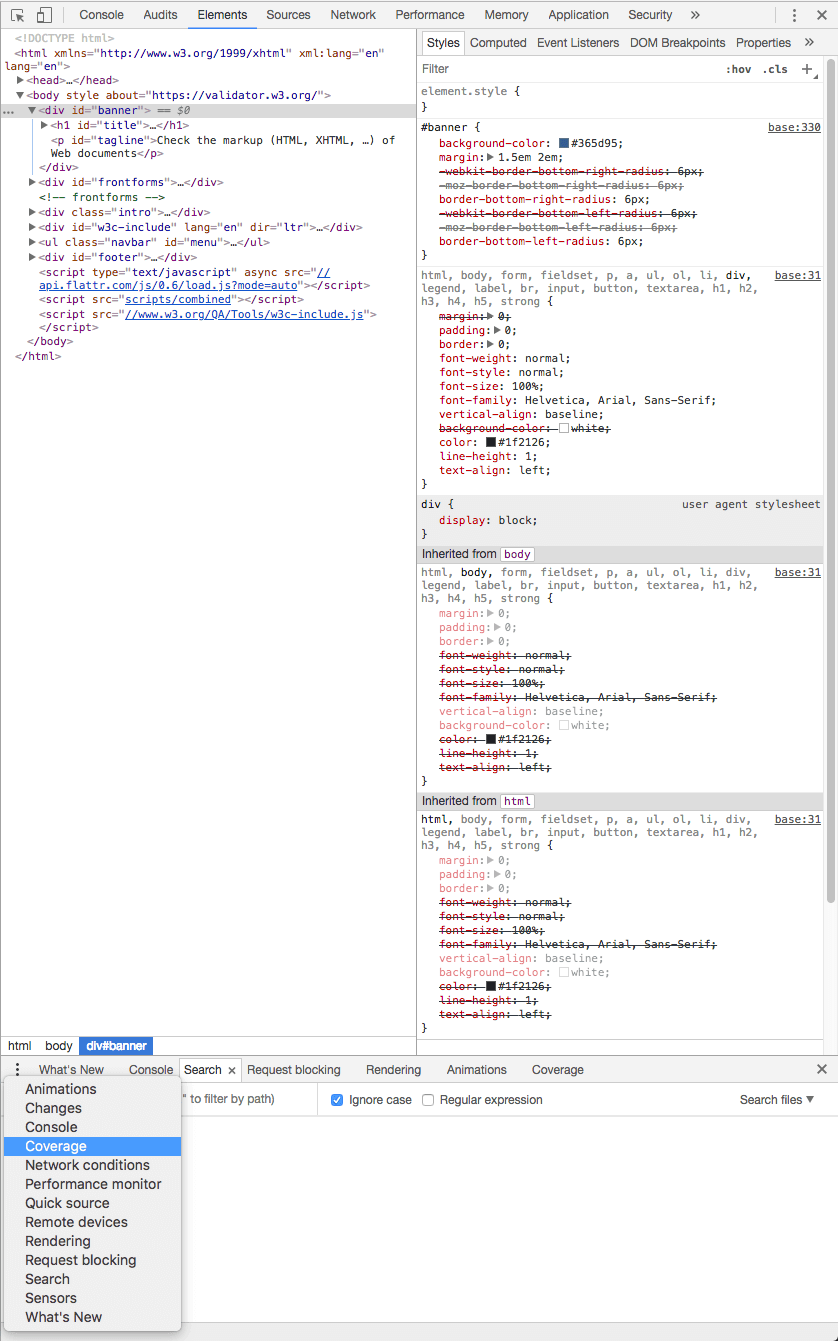 Console Audits Elements Sources Network Performance Memory Application Security »
<!DOCTYPE html>
<html xmlns="http://www.w3.org/1999/xhtml" xml:lang="en"
lang="en">
▶<head>…</head>
▼<body style about="https://validator.w3.org/">
… ▼<div id="banner"> == $0
▶<h1 id="title">…</h1>
<p id="tagline">Check the markup (HTML, XHTML, …) of
Web documents</p>
</div>
▶<div id="frontforms">…</div>
<!-- frontforms -->
▶<div class="intro">…</div>
▶<div id="w3c-include" lang="en" dir="ltr">…</div>
▶<ul class="navbar" id="menu">…</ul>
▶<div id="footer">…</div>
<script type="text/javascript" async src="//
api.flattr.com/js/0.6/load.js?mode=auto"></script>
<script src="scripts/combined"></script>
<script src="//www.w3.org/QA/Tools/w3c-include.js">
</script>
</body>
</html>
html body div#banner
Styles Computed Event Listeners DOM Breakpoints Properties »
Filter :hov .cls +
element.style {
}
#banner { base:330
background-color: #365d95;
margin:▶1.5em 2em;
-webkit-border-bottom-right-radius: 6px;
-moz-border-bottom-right-radius: 6px;
border-bottom-right-radius: 6px;
-webkit-border-bottom-left-radius: 6px;
-moz-border-bottom-left-radius: 6px;
border-bottom-left-radius: 6px;
}
html, body, form, fieldset, p, a, ul, ol, li, div, base:31
legend, label, br, input, button, textarea, h1, h2,
h3, h4, h5, strong {
margin:▶0;
padding:▶0;
border:▶0;
font-weight: normal;
font-style: normal;
font-size: 100%;
font-family: Helvetica, Arial, Sans-Serif;
vertical-align: baseline;
background-color: white;
color: #1f2126;
line-height: 1;
text-align: left;
}
div { user agent stylesheet
display: block;
}
Inherited from body
html, body, form, fieldset, p, a, ul, ol, li, div, base:31
legend, label, br, input, button, textarea, h1, h2,
h3, h4, h5, strong {
margin:▶0;
padding:▶0;
border:▶0;
font-weight: normal;
font-style: normal;
font-size: 100%;
font-family: Helvetica, Arial, Sans-Serif;
vertical-align: baseline;
background-color: white;
color: #1f2126;
line-height: 1;
text-align: left;
}
Inherited from html
html, body, form, fieldset, p, a, ul, ol, li, div, base:31
legend, label, br, input, button, textarea, h1, h2,
h3, h4, h5, strong {
margin:▶0;
padding:▶0;
border:▶0;
font-weight: normal;
font-style: normal;
font-size: 100%;
font-family: Helvetica, Arial, Sans-Serif;
vertical-align: baseline;
background-color: white;
color: #1f2126;
line-height: 1;
text-align: left;
}
What's New Console Search × Request blocking Rendering Animations Coverage
" to filter by path) Ignore case Regular expression Search files ▼
Animations
Changes
Console
Coverage
Network conditions
Performance monitor
Quick source
Remote devices
Rendering
Request blocking
Search
Sensors
What's New